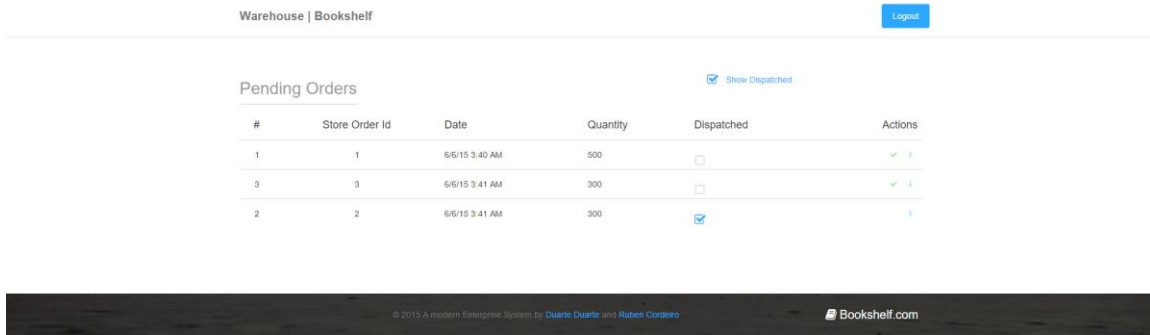 Warehouse | Bookshelf
Logout
Pending Orders
Show Dispatched
# Store Order Id Date Quantity Dispatched Actions
1 1 6/6/15 3:40 AM 500
3 3 6/6/15 3:41 AM 300
2 2 6/6/15 3:41 AM 300
© 2015 A modern Enterprise System by Duarte Duarte and Ruben Cordeiro
Bookshelf.com